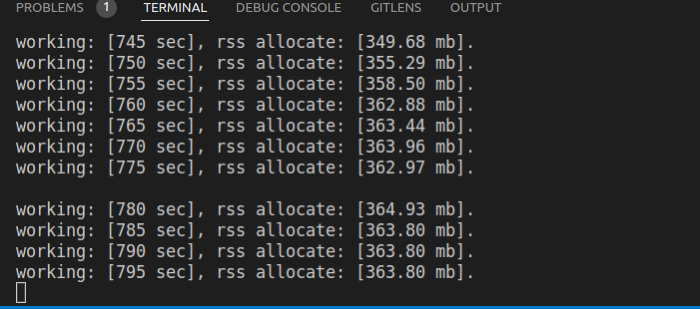 PROBLEMS 1 TERMINAL DEBUG CONSOLE GITLENS OUTPUT
working: [745 sec], rss allocate: [349.68 mb].
working: [750 sec], rss allocate: [355.29 mb].
working: [755 sec], rss allocate: [358.50 mb].
working: [760 sec], rss allocate: [362.88 mb].
working: [765 sec], rss allocate: [363.44 mb].
working: [770 sec], rss allocate: [363.96 mb].
working: [775 sec], rss allocate: [362.97 mb].
working: [780 sec], rss allocate: [364.93 mb].
working: [785 sec], rss allocate: [363.80 mb].
working: [790 sec], rss allocate: [363.80 mb].
working: [795 sec], rss allocate: [363.80 mb].